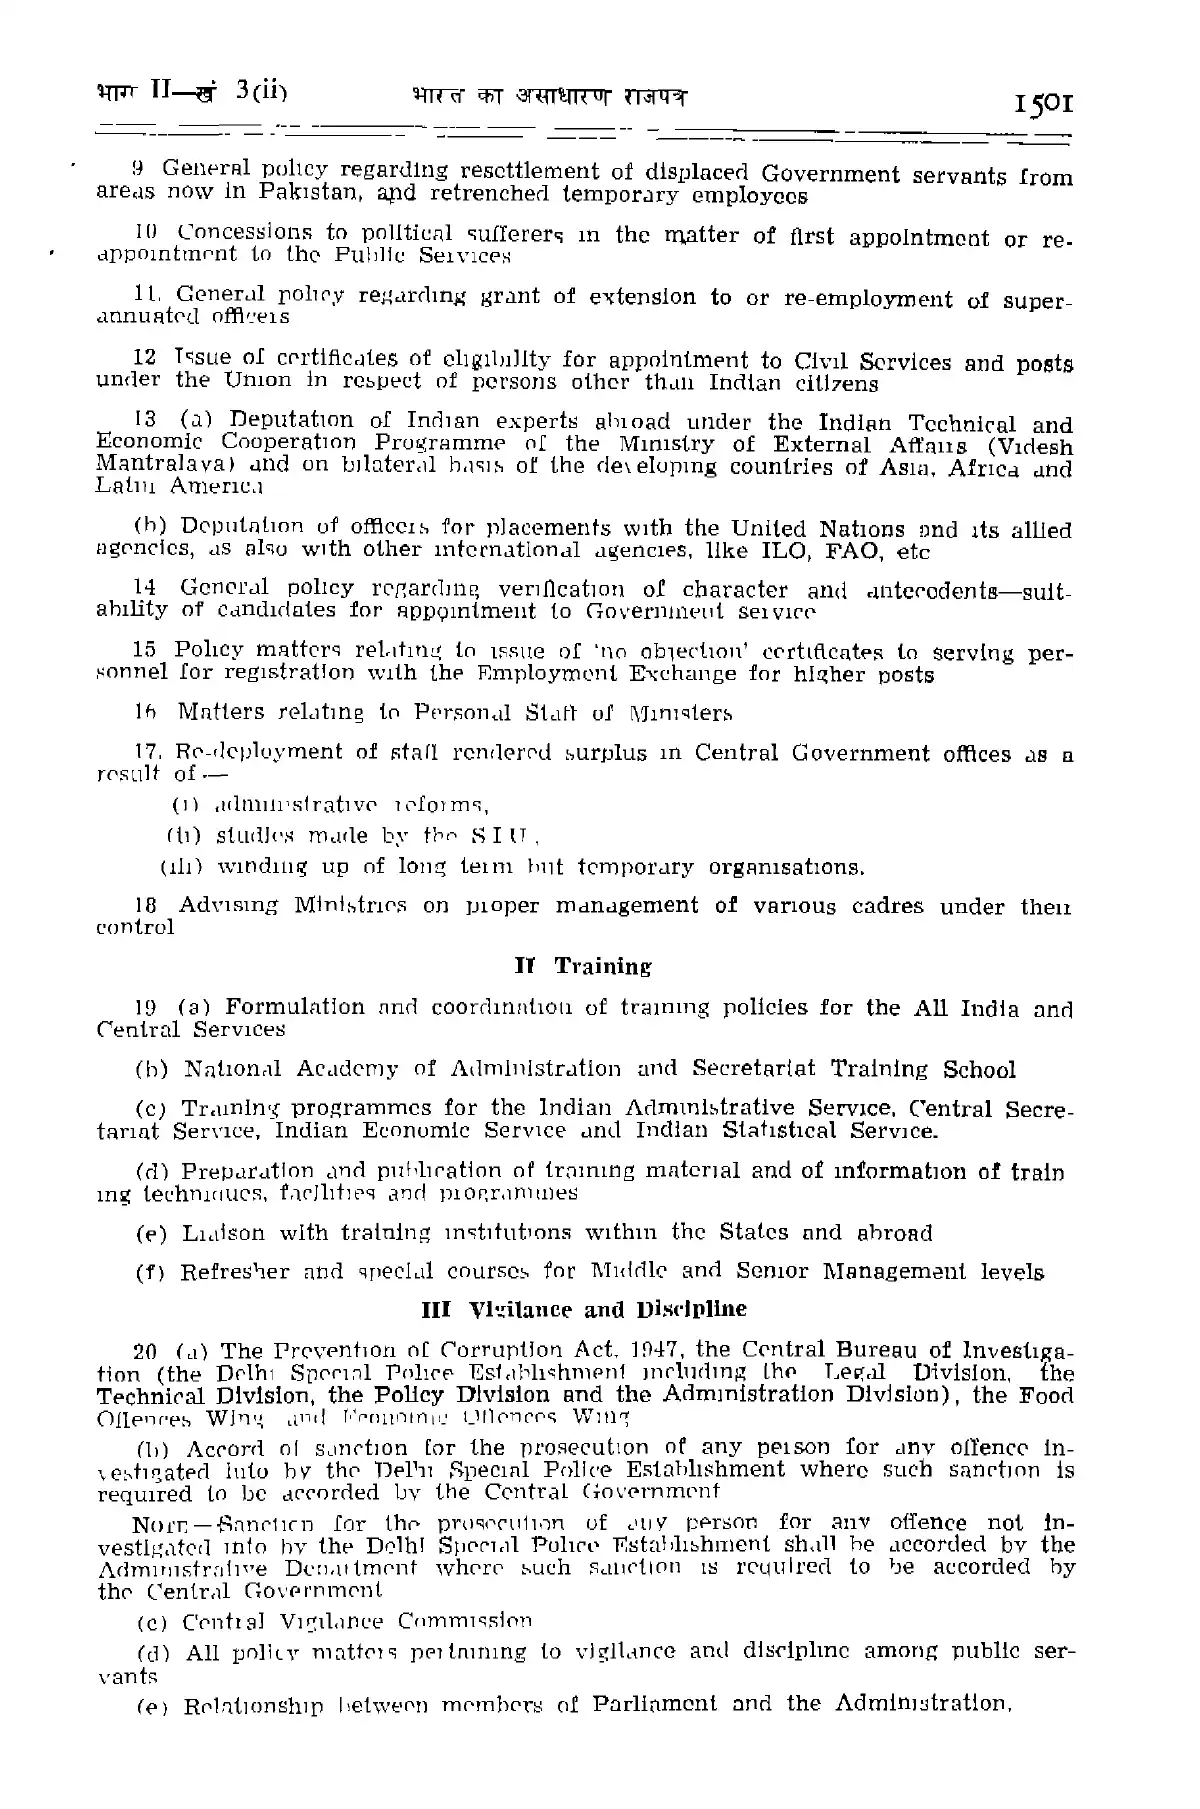 भाग II—खं 3(ii) भारत का असाधारण राजपत्र 1501
9 General policy regarding resettlement of displaced Government servants from
areas now in Pakistan, and retrenched temporary employees
10 Concessions to political sufferers in the matter of first appointment or re-
appointment to the Public Services
11. General policy regarding grant of extension to or re-employment of super-
annuated officers
12 Issue of certificates of eligibility for appointment to Civil Services and posts
under the Union in respect of persons other than Indian citizens
13 (a) Deputation of Indian experts abroad under the Indian Technical and
Economic Cooperation Programme of the Ministry of External Affairs (Videsh
Mantralaya) and on bilateral basis of the developing countries of Asia, Africa and
Latin America
(b) Deputation of officers for placements with the United Nations and its allied
agencies, as also with other international agencies, like ILO, FAO, etc
14 General policy regarding verification of character and antecedents—suit-
ability of candidates for appointment to Government service
15 Policy matters relating to issue of 'no objection' certificates to serving per-
sonnel for registration with the Employment Exchange for higher posts
16 Matters relating to Personal Staff of Ministers
17. Re-deployment of staff rendered surplus in Central Government offices as a
result of —
(i) administrative reforms,
(ii) studies made by the S I U,
(iii) winding up of long term but temporary organisations.
18 Advising Ministries on proper management of various cadres under their
control
II Training
19 (a) Formulation and coordination of training policies for the All India and
Central Services
(b) National Academy of Administration and Secretariat Training School
(c) Training programmes for the Indian Administrative Service, Central Secre-
tariat Service, Indian Economic Service and Indian Statistical Service.
(d) Preparation and publication of training material and of information of train
ing techniques, facilities and programmes
(e) Liaison with training institutions within the States and abroad
(f) Refresher and special courses for Middle and Senior Management levels
III Vigilance and Discipline
20 (a) The Prevention of Corruption Act, 1947, the Central Bureau of Investiga-
tion (the Delhi Special Police Establishment including the Legal Division, the
Technical Division, the Policy Division and the Administration Division), the Food
Offences Wing and Economic Offences Wing
(b) Accord of sanction for the prosecution of any person for any offence in-
vestigated into by the Delhi Special Police Establishment where such sanction is
required to be accorded by the Central Government
NOTE—Sanction for the prosecution of any person for any offence not in-
vestigated into by the Delhi Special Police Establishment shall be accorded by the
Administrative Department where such sanction is required to be accorded by
the Central Government
(c) Central Vigilance Commission
(d) All policy matters pertaining to vigilance and discipline among public ser-
vants
(e) Relationship between members of Parliament and the Administration,